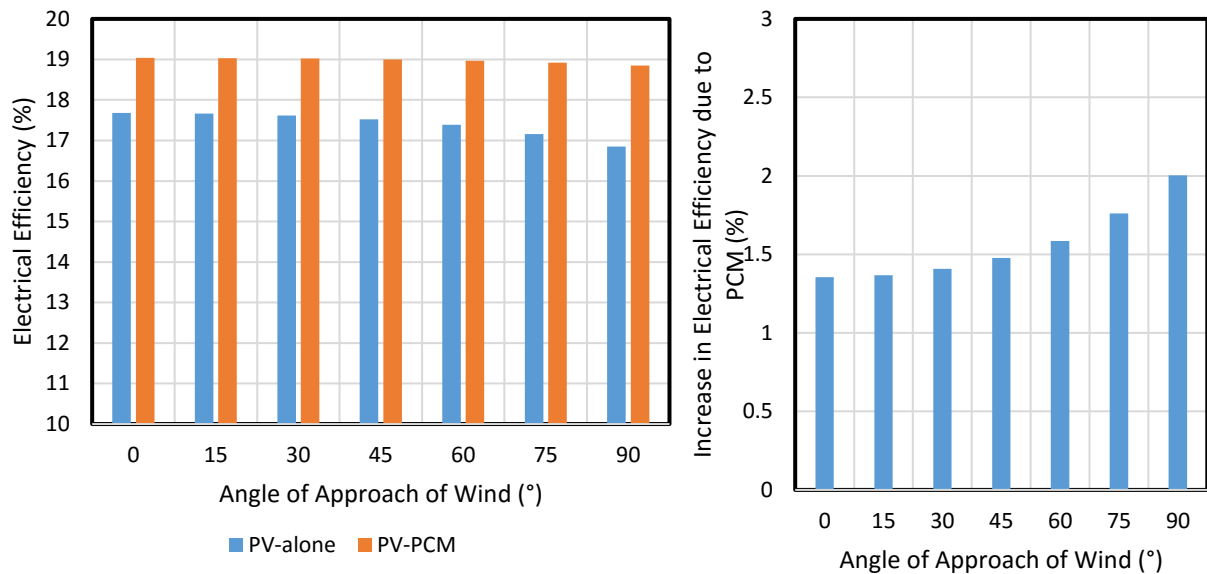 Electrical Efficiency (%)
20
19
18
17
16
15
14
13
12
11
10
0 15 30 45 60 75 90
Angle of Approach of Wind (°)
PV-alone PV-PCM
Increase in Electrical Efficiency due to
PCM (%)
3
2.5
2
1.5
1
0.5
0
0 15 30 45 60 75 90
Angle of Approach of Wind (°)